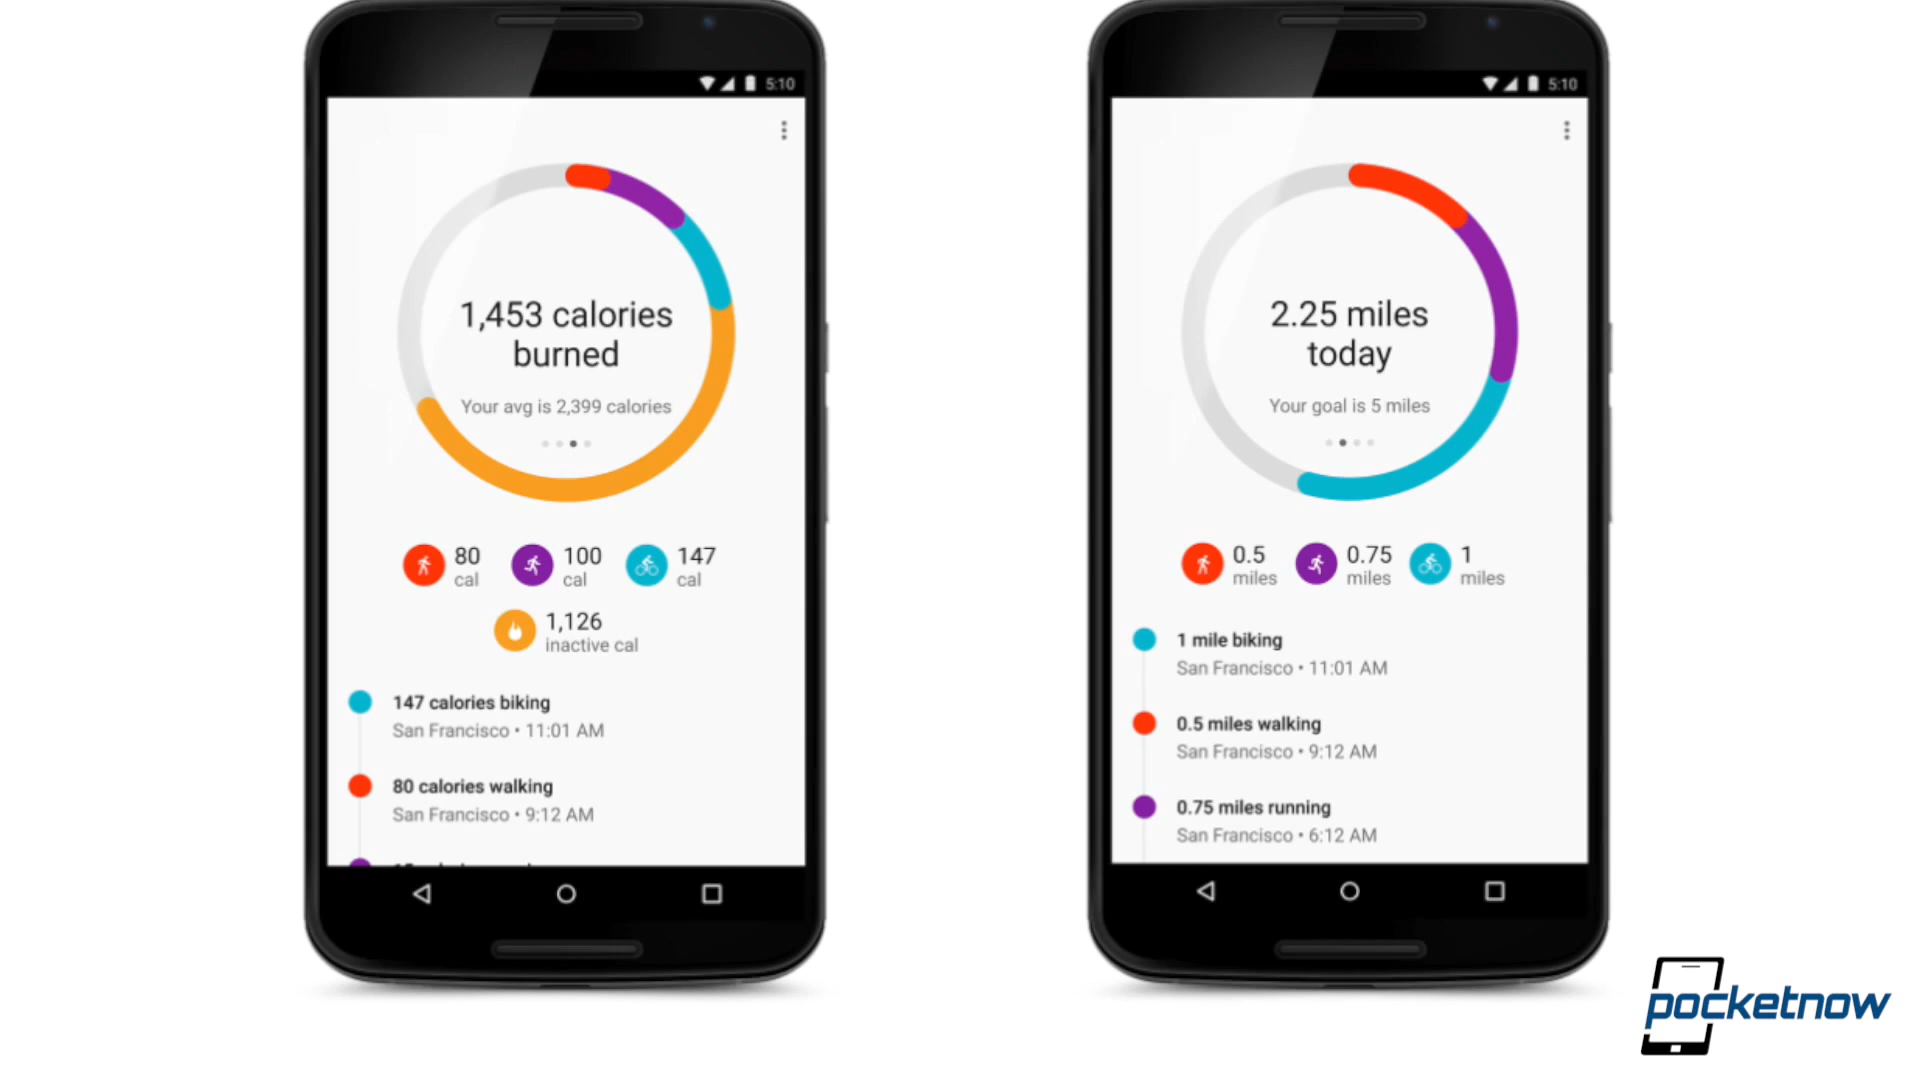 5:10
1,453 calories
burned
Your avg is 2,399 calories
80
cal
100
cal
147
cal
1,126
inactive cal
147 calories biking
San Francisco • 11:01 AM
80 calories walking
San Francisco • 9:12 AM
5:10
2.25 miles
today
Your goal is 5 miles
0.5
miles
0.75
miles
1
miles
1 mile biking
San Francisco • 11:01 AM
0.5 miles walking
San Francisco • 9:12 AM
0.75 miles running
San Francisco • 6:12 AM
pocketnow